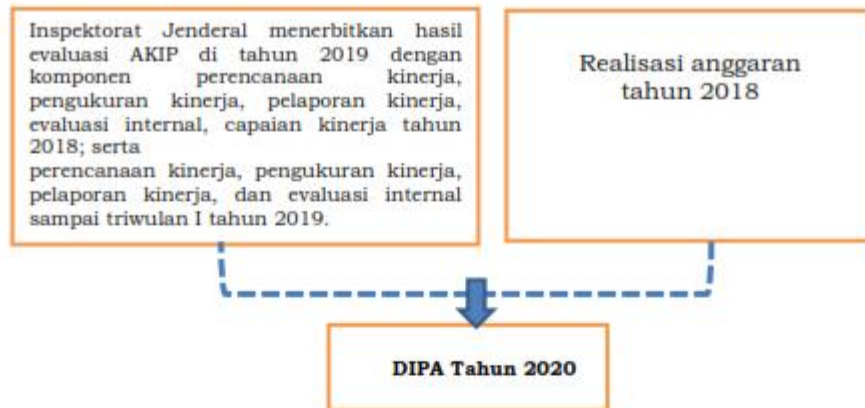 Inspektorat Jenderal menerbitkan hasil
evaluasi AKIP di tahun 2019 dengan
komponen perencanaan kinerja,
pengukuran kinerja, pelaporan kinerja,
evaluasi internal, capaian kinerja tahun
2018; serta
perencanaan kinerja, pengukuran kinerja,
pelaporan kinerja, dan evaluasi internal
sampai triwulan I tahun 2019.
Realisasi anggaran
tahun 2018
DIPA Tahun 2020